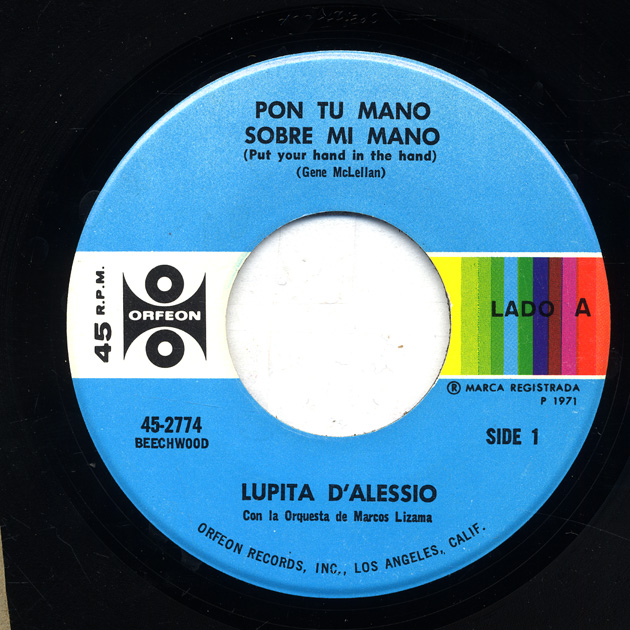 PON TU MANO
SOBRE MI MANO
(Put your hand in the hand)
(Gene McLellan)
45 R.P.M.
ORFEON
LADO A
® MARCA REGISTRADA
P 1971
45-2774
BEECHWOOD
SIDE 1
LUPITA D'ALESSIO
Con la Orquesta de Marcos Lizama
ORFEON RECORDS, INC., LOS ANGELES, CALIF.